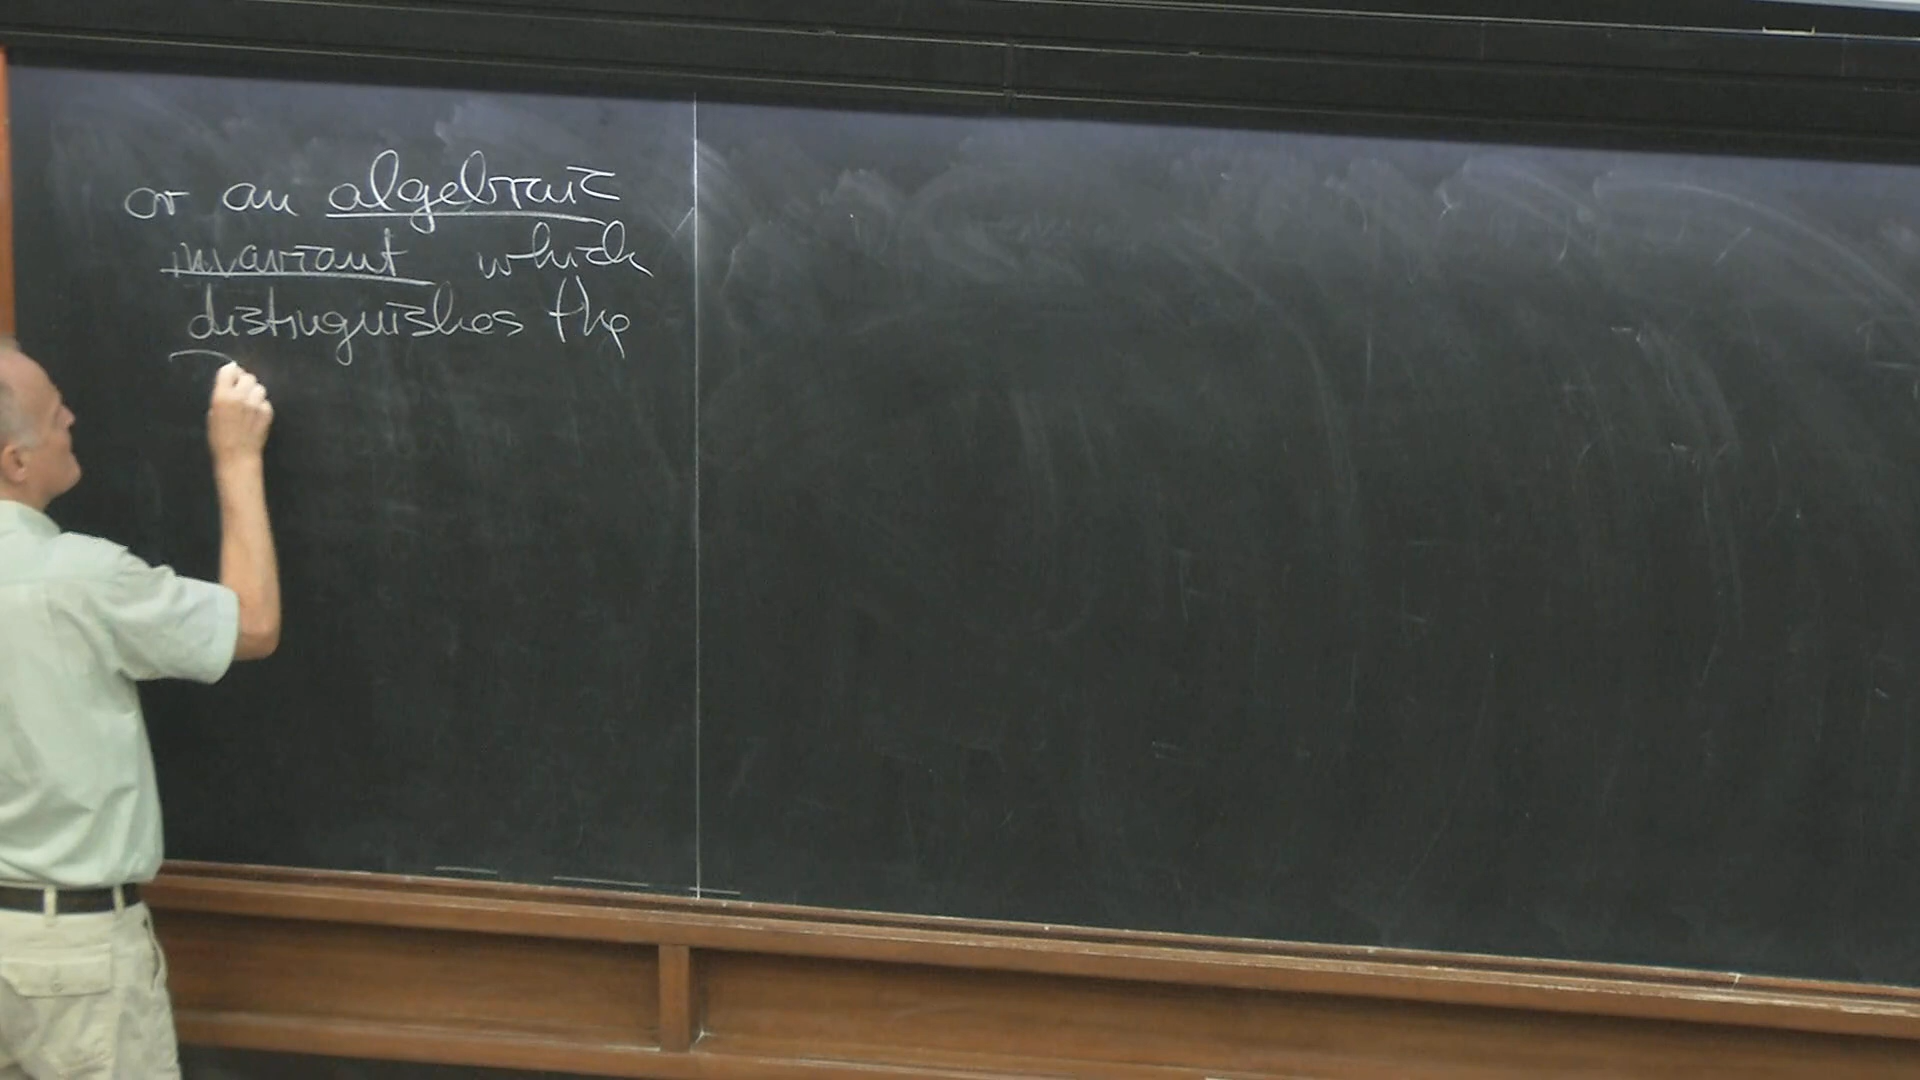 or an algebraic
invariant which
distinguishes the